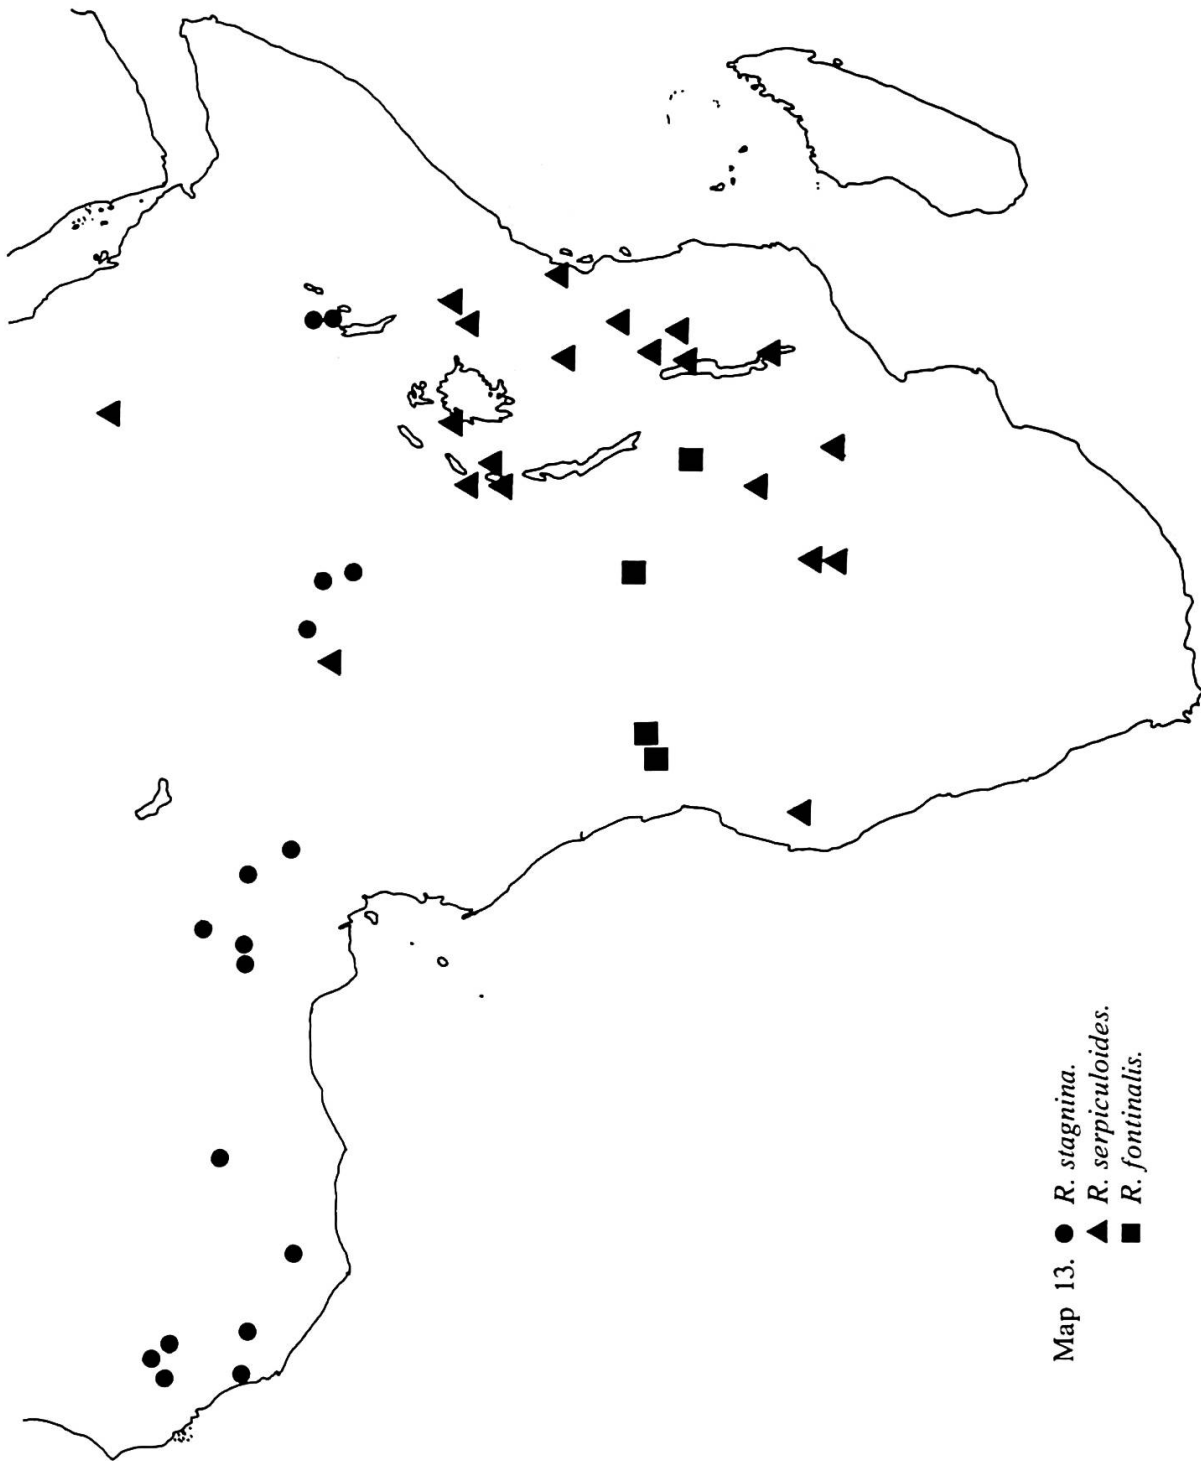 Map 13. ● R. stagnina.
▲ R. serpiculoides.
■ R. fontinalis.